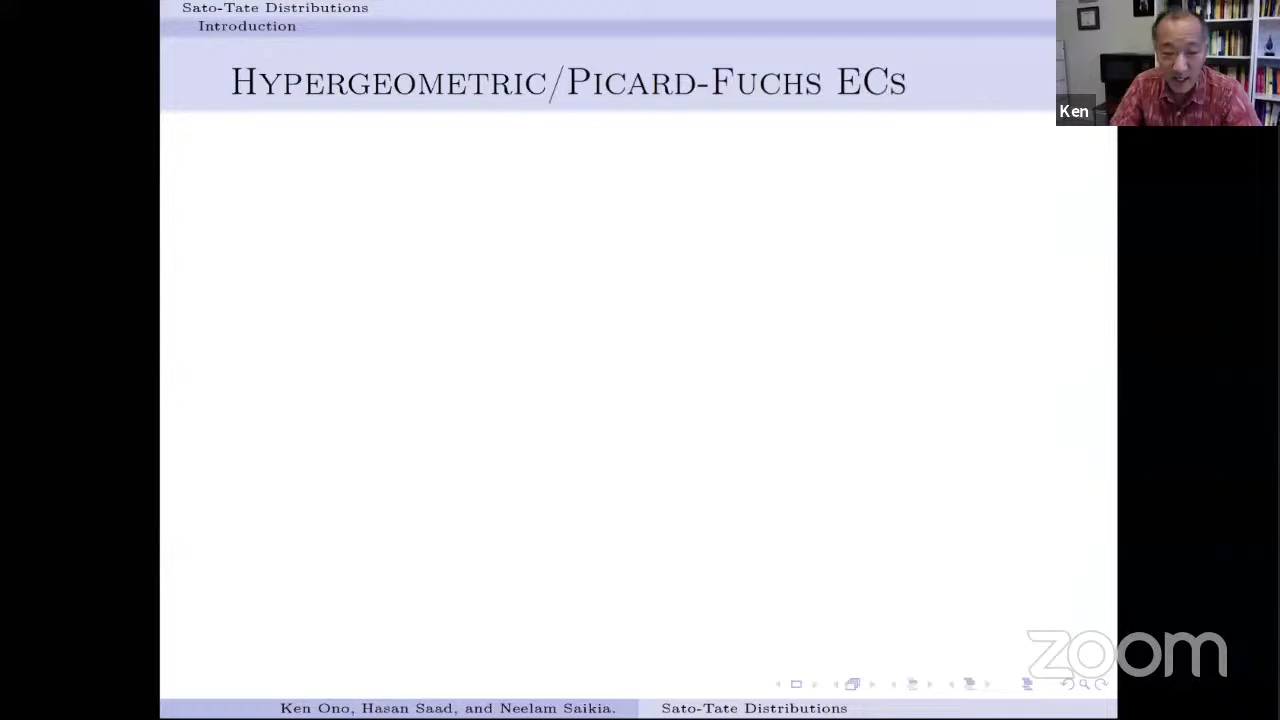 Sato-Tate Distributions
Introduction
HYPERGEOMETRIC/PICARD-FUCHS ECS
Ken
zoom
Ken Ono, Hasan Saad, and Neelam Saikia. Sato-Tate Distributions